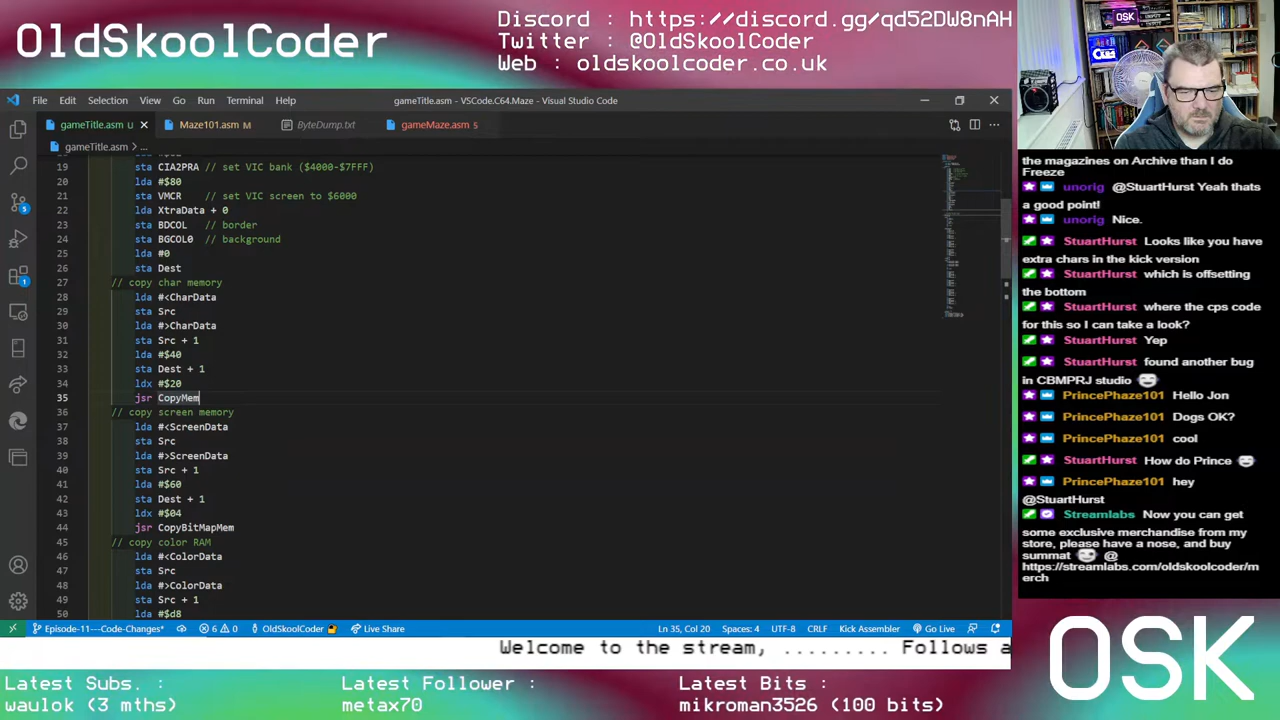 OldSkoolCoder
Discord : https://discord.gg/qd52DW8nAH
Twitter : @OldSkoolCoder
Web : oldskoolcoder.co.uk
File Edit Selection View Go Run Terminal Help
gameTitle.asm - VSCode.C64.Maze - Visual Studio Code
gameTitle.asm U
Maze101.asm M
ByteDump.txt
gameMaze.asm 5
gameTitle.asm > ...
19 sta CIA2PRA // set VIC bank ($4000-$7FFF)
20 lda #$80
21 sta VMCR // set VIC screen to $6000
22 lda XtraData + 0
23 sta BDCOL // border
24 sta BGCOL0 // background
25 lda #0
26 sta Dest
27 // copy char memory
28 lda #<CharData
29 sta Src
30 lda #>CharData
31 sta Src + 1
32 lda #$40
33 sta Dest + 1
34 ldx #$20
35 jsr CopyMem
36 // copy screen memory
37 lda #<ScreenData
38 sta Src
39 lda #>ScreenData
40 sta Src + 1
41 lda #$60
42 sta Dest + 1
43 ldx #$04
44 jsr CopyBitMapMem
45 // copy color RAM
46 lda #<ColorData
47 sta Src
48 lda #>ColorData
49 sta Src + 1
50 lda #$d8
Episode-11---Code-Changes*
6 0
OldSkoolCoder
Live Share
Ln 35, Col 20
Spaces: 4
UTF-8
CRLF
Kick Assembler
Go Live
the magazines on Archive than I do
Freeze
unorig @StuartHurst Yeah thats
a good point!
unorig Nice.
StuartHurst Looks like you have
extra chars in the kick version
StuartHurst which is offsetting
the bottom
StuartHurst where the cps code
for this so I can take a look?
StuartHurst Yep
StuartHurst found another bug
in CBMPRJ studio
PrincePhaze101 Hello Jon
PrincePhaze101 Dogs OK?
PrincePhaze101 cool
StuartHurst How do Prince
PrincePhaze101 hey
@StuartHurst
Streamlabs Now you can get
some exclusive merchandise from my
store, please have a nose, and buy
summat @
https://streamlabs.com/oldskoolcoder/m
erch
Welcome to the stream, ......... Follows a
OSK
Latest Subs. :
waulok (3 mths)
Latest Follower :
metax70
Latest Bits :
mikroman3526 (100 bits)
OSK